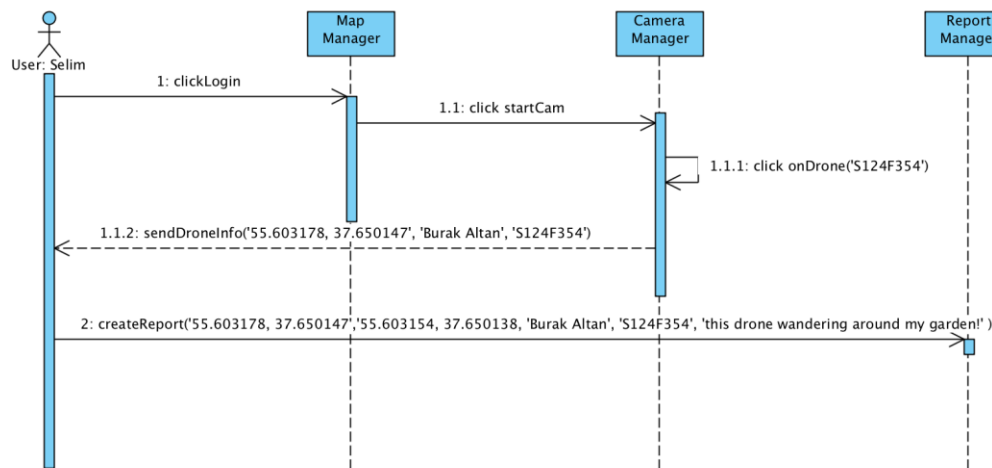 Map
Manager
Camera
Manager
Report
Manage
User: Selim
1: clickLogin
1.1: click startCam
1.1.1: click onDrone('S124F354')
1.1.2: sendDroneInfo('55.603178, 37.650147', 'Burak Altan', 'S124F354')
2: createReport('55.603178, 37.650147','55.603154, 37.650138, 'Burak Altan', 'S124F354', 'this drone wandering around my garden!' )